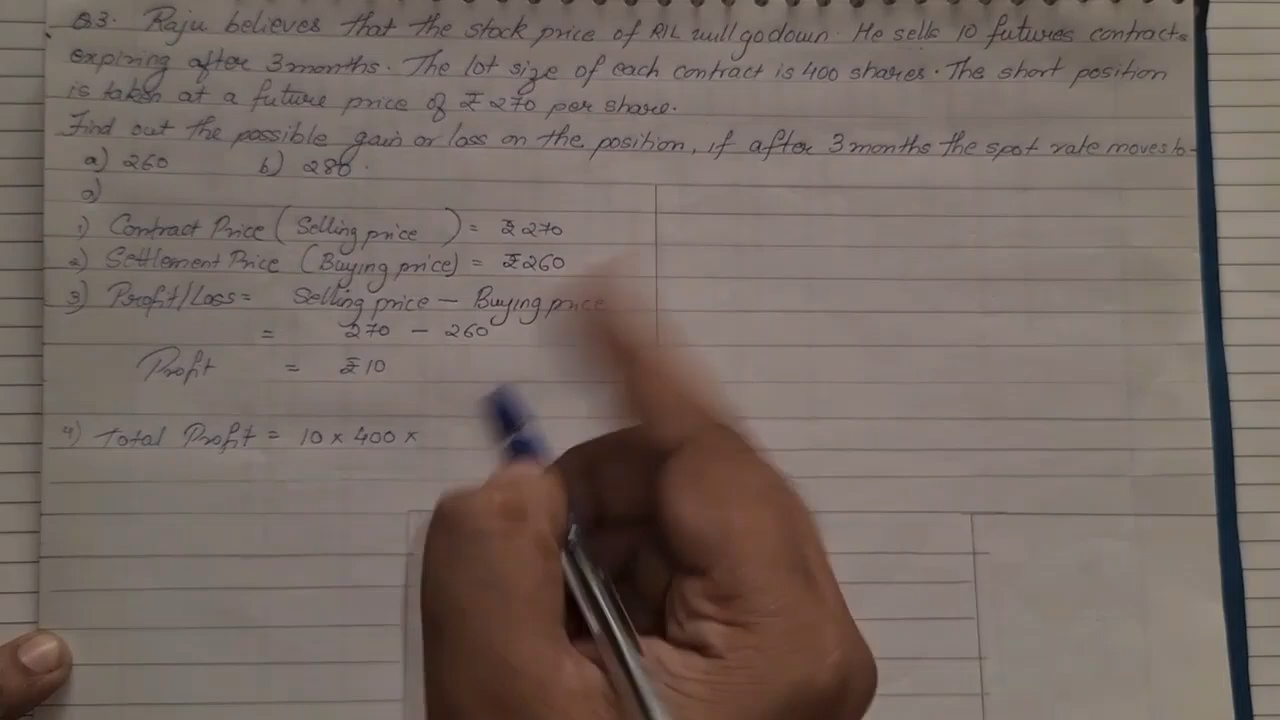 Q.3. Raju believes that the stock price of RIL will go down. He sells 10 futures contracts
expiring after 3 months. The lot size of each contract is 400 shares. The short position
is taken at a future price of ₹ 270 per share.
Find out the possible gain or loss on the position, if after 3 months the spot rate moves to -
a) 260 b) 280.
a)
1) Contract Price (Selling price ) = ₹ 270
2) Settlement Price (Buying price) = ₹ 260
3) Profit/Loss = Selling price - Buying price
= 270 - 260
Profit = ₹ 10
4) Total Profit = 10 x 400 x